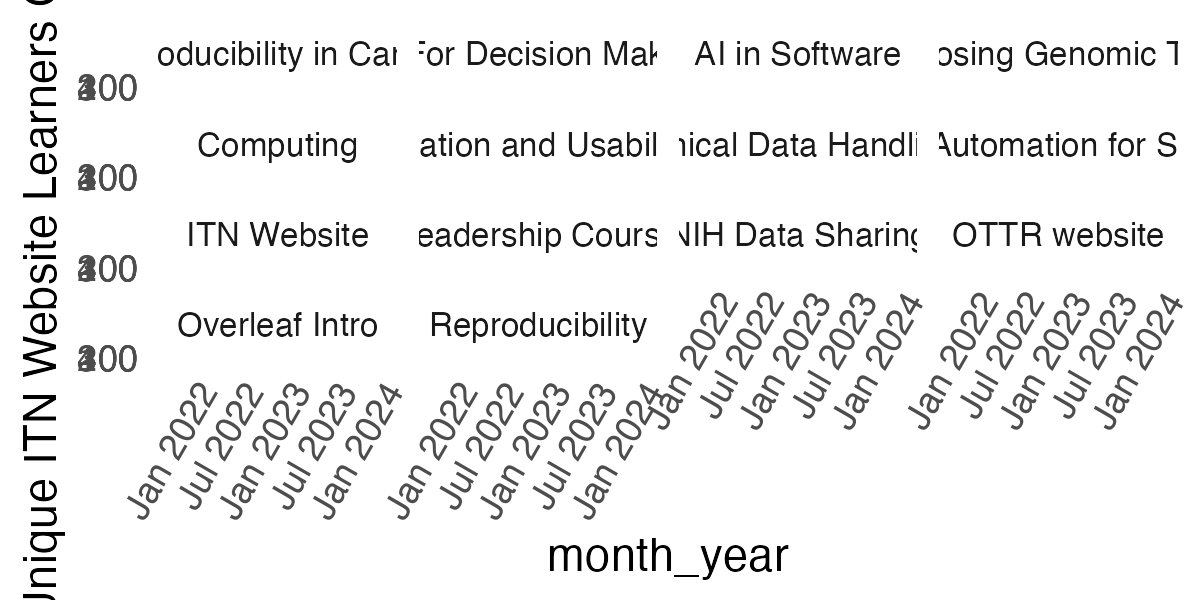 Unique ITN Website Learners
oducibility in Car
For Decision Mak
AI in Software
osing Genomic T
Computing
ation and Usabil
nical Data Handli
Automation for S
ITN Website
eadership Cours
NIH Data Sharing
OTTR website
Overleaf Intro
Reproducibility
Jan 2022
Jul 2022
Jan 2023
Jul 2023
Jan 2024
Jan 2022
Jul 2022
Jan 2023
Jul 2023
Jan 2024
Jan 2022
Jul 2022
Jan 2023
Jul 2023
Jan 2024
Jan 2022
Jul 2022
Jan 2023
Jul 2023
Jan 2024
month_year